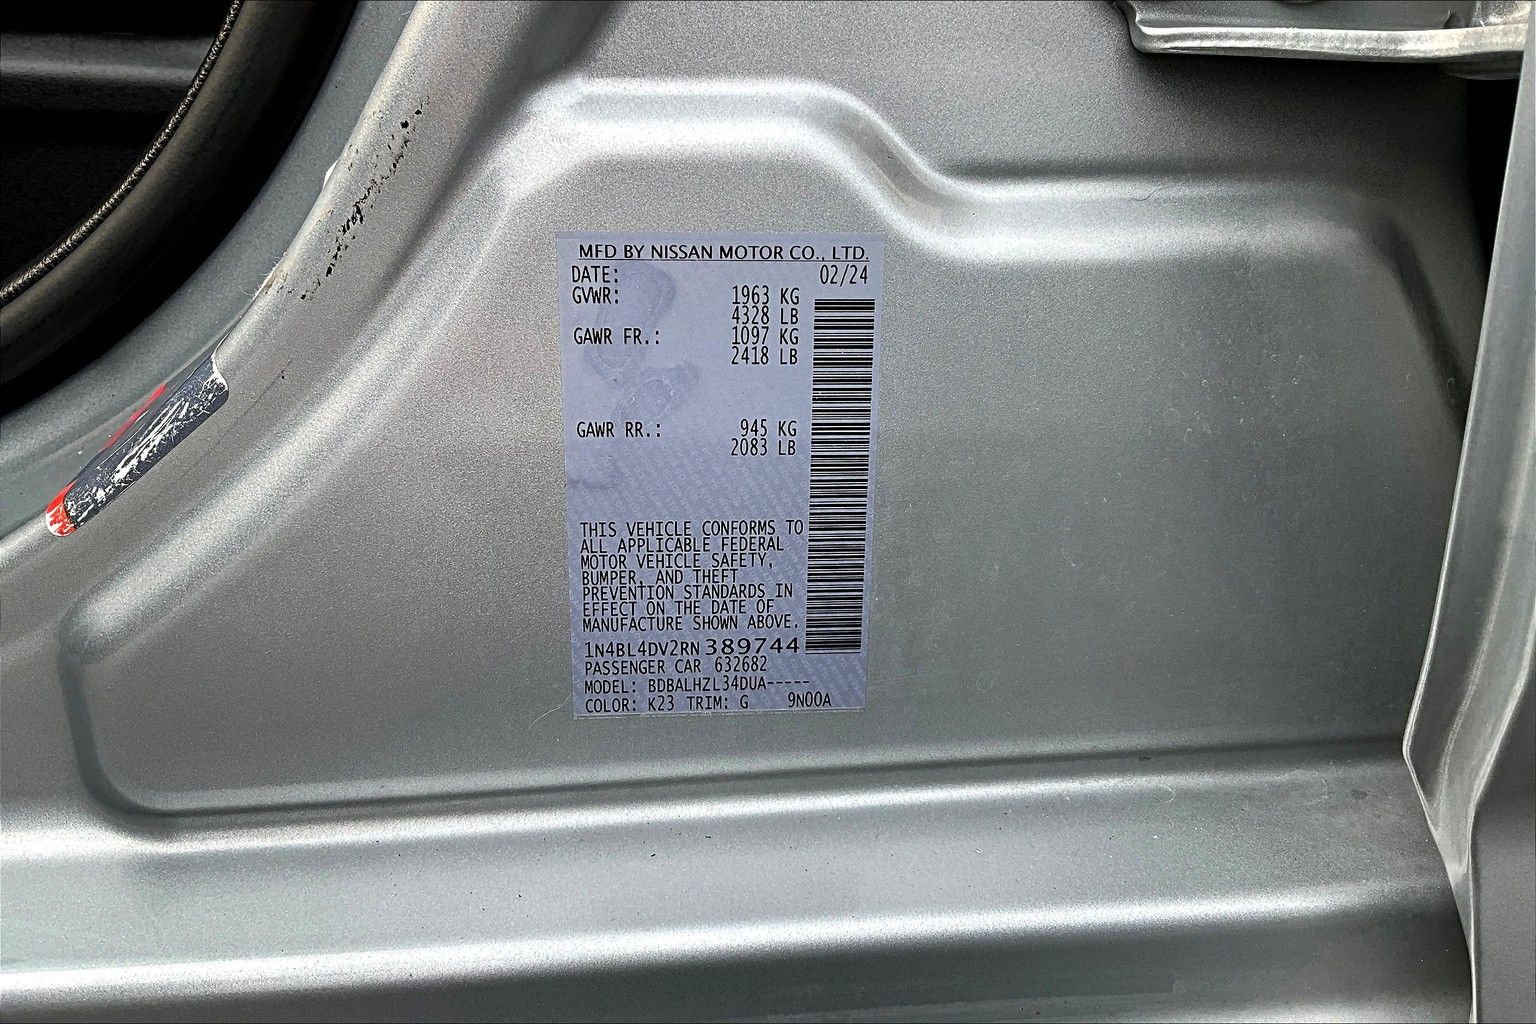 MFD BY NISSAN MOTOR CO., LTD.
DATE: 02/24
GVWR: 1963 KG
4328 LB
GAWR FR.: 1097 KG
2418 LB
GAWR RR.: 945 KG
2083 LB
THIS VEHICLE CONFORMS TO
ALL APPLICABLE FEDERAL
MOTOR VEHICLE SAFETY,
BUMPER, AND THEFT
PREVENTION STANDARDS IN
EFFECT ON THE DATE OF
MANUFACTURE SHOWN ABOVE.
1N4BL4DV2RN389744
PASSENGER CAR 632682
MODEL: BDBALHZL34DUA-----
COLOR: K23 TRIM: G 9N00A